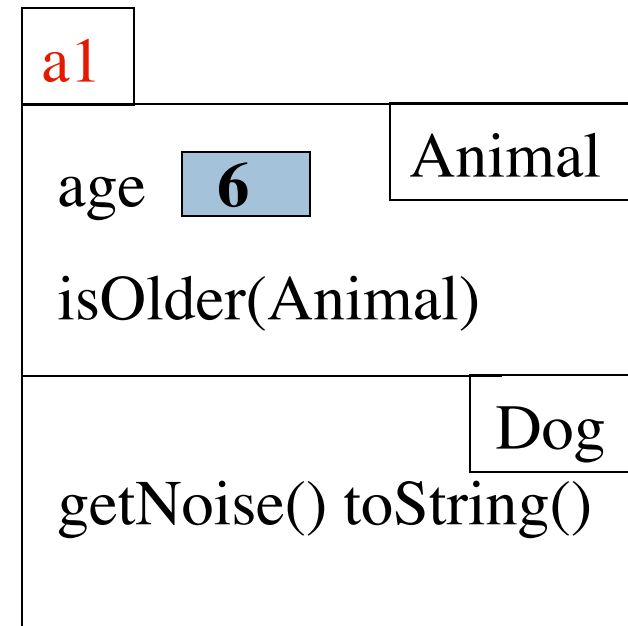 a1
Animal
age 6
isOlder(Animal)
Dog
getNoise() toString()